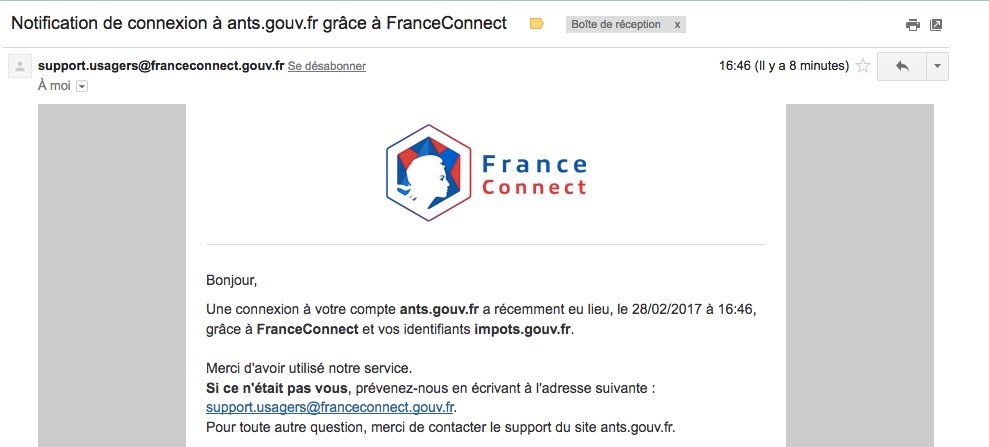 Notification de connexion à ants.gouv.fr grâce à FranceConnect
Boîte de réception x
support.usagers@franceconnect.gouv.fr Se désabonner
16:46 (Il y a 8 minutes)
À moi
France
Connect
Bonjour,
Une connexion à votre compte ants.gouv.fr a récemment eu lieu, le 28/02/2017 à 16:46,
grâce à FranceConnect et vos identifiants impots.gouv.fr.
Merci d'avoir utilisé notre service.
Si ce n'était pas vous, prévenez-nous en écrivant à l'adresse suivante :
support.usagers@franceconnect.gouv.fr.
Pour toute autre question, merci de contacter le support du site ants.gouv.fr.